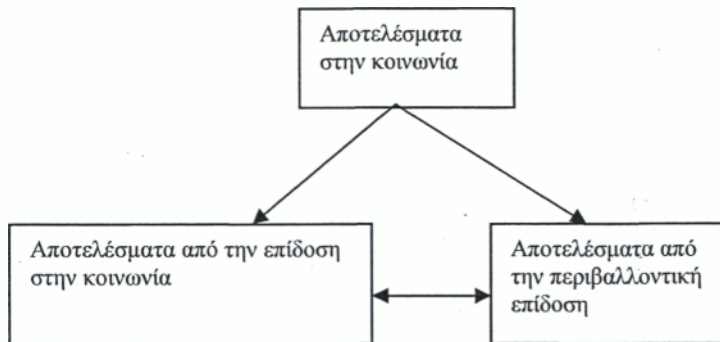 Αποτελέσματα
στην κοινωνία
Αποτελέσματα από την επίδοση
στην κοινωνία
Αποτελέσματα από
την περιβαλλοντική
επίδοση